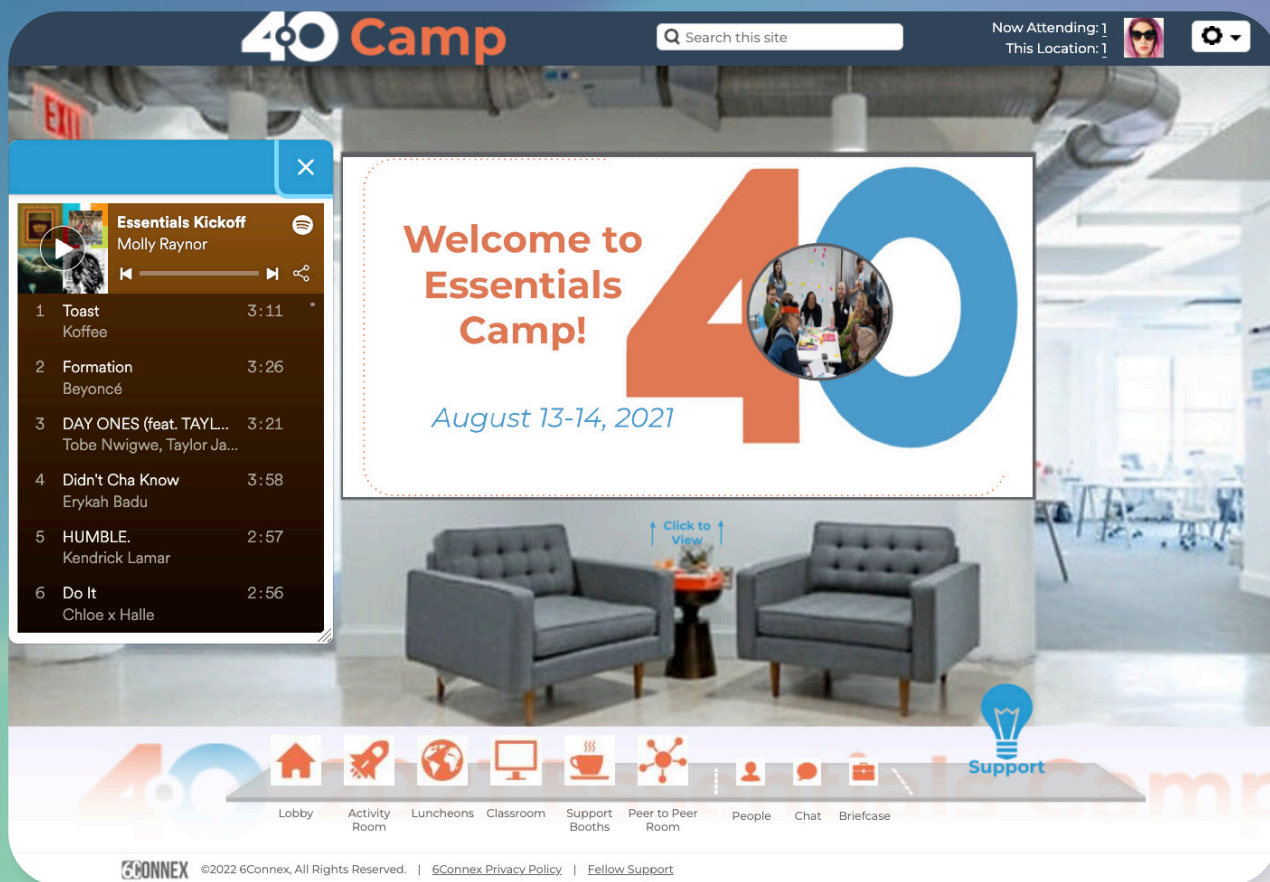 40 Camp
Search this site
Now Attending: 1
This Location: 1
EXIT
Essentials Kickoff
Molly Raynor
1 Toast 3:11
Koffee
2 Formation 3:26
Beyoncé
3 DAY ONES (feat. TAYL... 3:21
Tobe Nwigwe, Taylor Ja...
4 Didn't Cha Know 3:58
Erykah Badu
5 HUMBLE. 2:57
Kendrick Lamar
6 Do It 2:56
Chloe x Halle
Welcome to
Essentials
Camp!
August 13-14, 2021
40
Click to
View
Support
Lobby
Activity
Room
Luncheons
Classroom
Support
Booths
Peer to Peer
Room
People
Chat
Briefcase
6CONNEX ©2022 6Connex, All Rights Reserved. | 6Connex Privacy Policy | Fellow Support